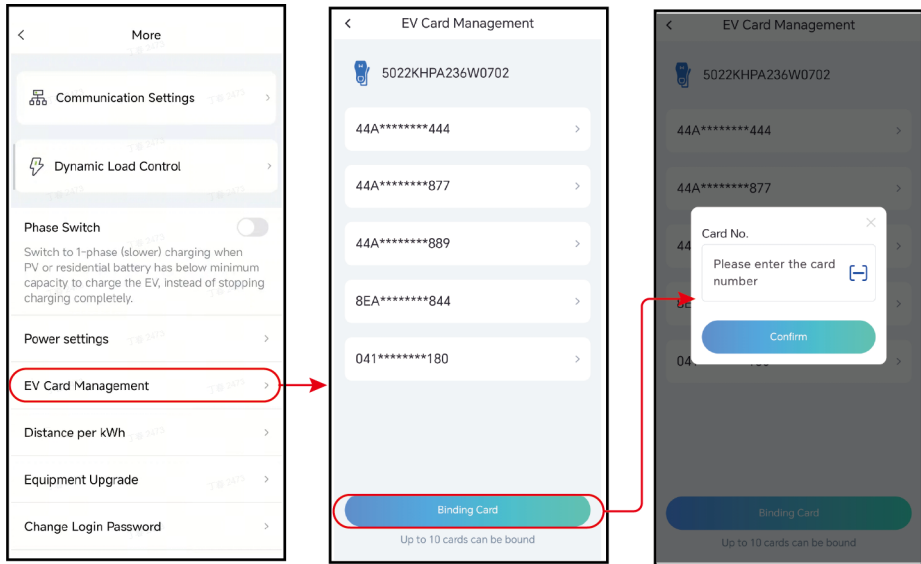 More
Communication Settings
Dynamic Load Control
Phase Switch
Switch to 1-phase (slower) charging when
PV or residential battery has below minimum
capacity to charge the EV, instead of stopping
charging completely.
Power settings
EV Card Management
Distance per kWh
Equipment Upgrade
Change Login Password
EV Card Management
5022KHPA236W0702
44A********444
44A********877
44A********889
8EA********844
041********180
Binding Card
Up to 10 cards can be bound
EV Card Management
5022KHPA236W0702
44A********444
44A********877
Card No.
44
Please enter the card
number
8E
Confirm
04
Binding Card
Up to 10 cards can be bound